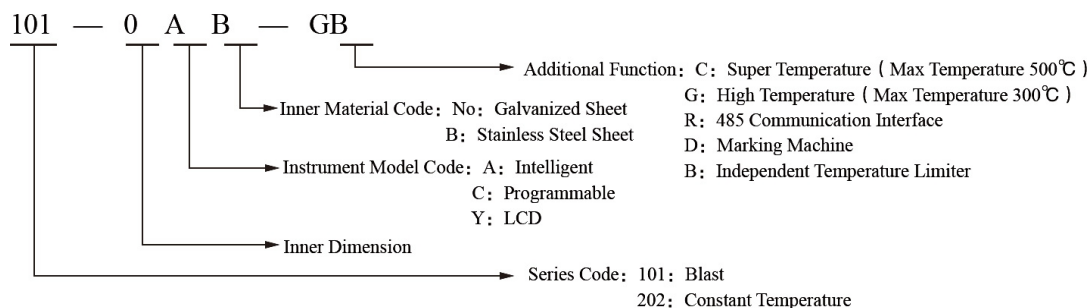 101 — 0 A B — GB
Additional Function：C：Super Temperature（Max Temperature 500℃）
G：High Temperature（Max Temperature 300℃）
Inner Material Code：No：Galvanized Sheet
R：485 Communication Interface
B：Stainless Steel Sheet
D：Marking Machine
Instrument Model Code：A：Intelligent
B：Independent Temperature Limiter
C：Programmable
Y：LCD
Inner Dimension
Series Code：101：Blast
202：Constant Temperature